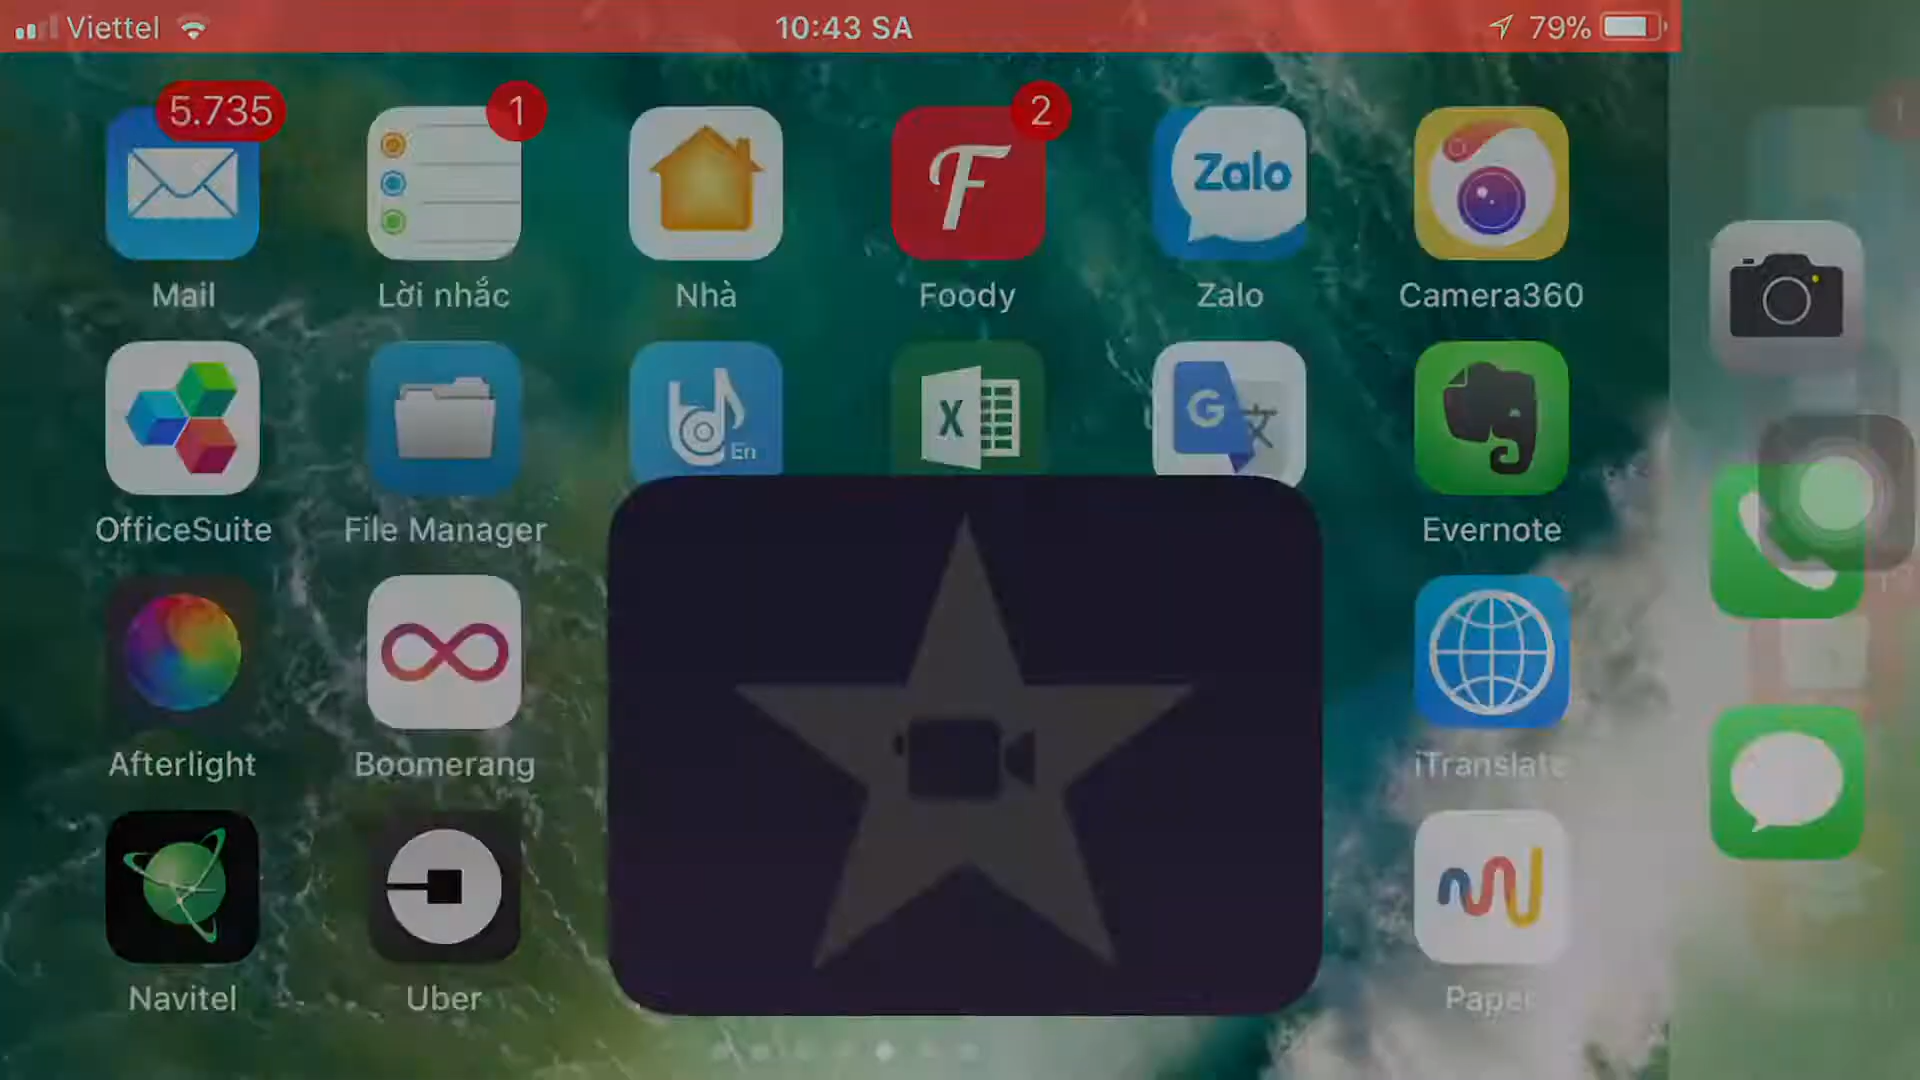 Viettel 10:43 SA 79%
5.735 1 2
F Zalo
Mail Lời nhắc Nhà Foody Zalo Camera360
En X G 文
OfficeSuite File Manager Evernote
Afterlight Boomerang iTranslate
Navitel Uber Paper